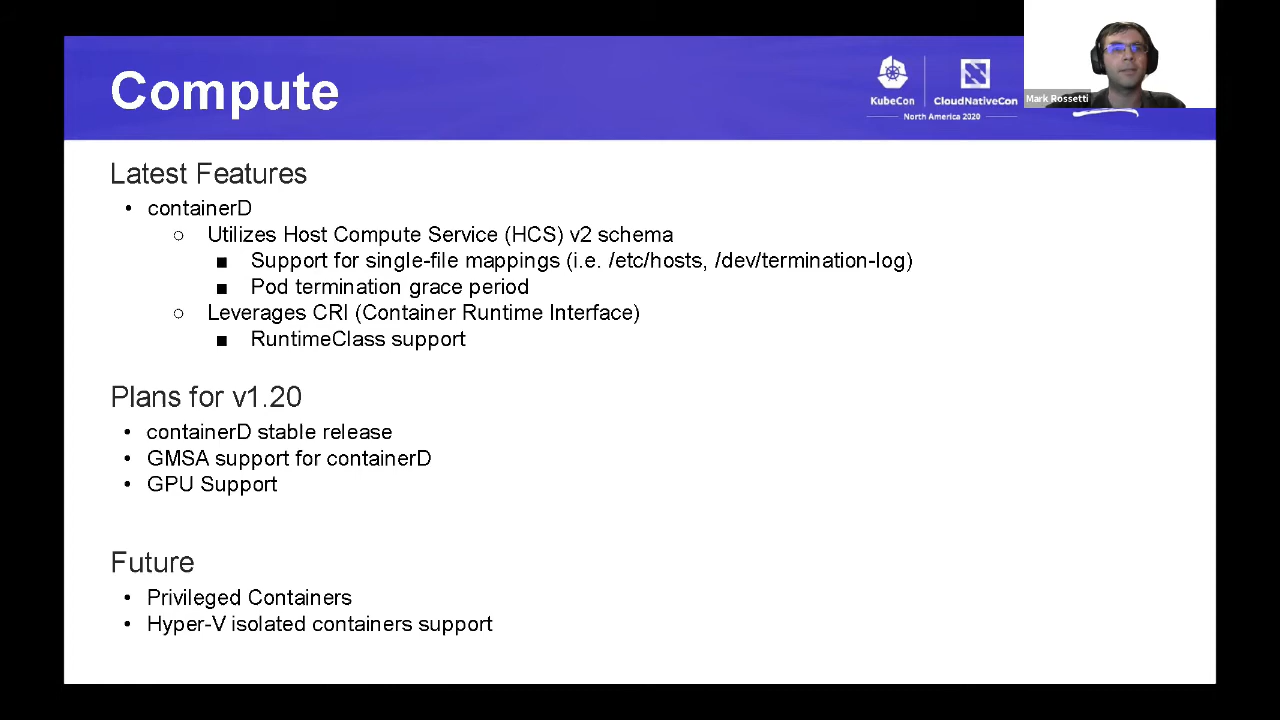 Compute
KubeCon
CloudNativeCon
North America 2020
Mark Rossetti
Latest Features
• containerD
○ Utilizes Host Compute Service (HCS) v2 schema
■ Support for single-file mappings (i.e. /etc/hosts, /dev/termination-log)
■ Pod termination grace period
○ Leverages CRI (Container Runtime Interface)
■ RuntimeClass support
Plans for v1.20
• containerD stable release
• GMSA support for containerD
• GPU Support
Future
• Privileged Containers
• Hyper-V isolated containers support